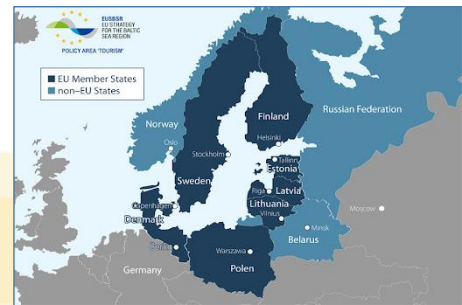 EUSBSR
EU STRATEGY
FOR THE BALTIC
SEA REGION
POLICY AREA 'TOURISM'
EU Member States
non–EU States
Finland
Russian Federation
Norway
Helsinki
Oslo
Tallinn
Stockholm
Estonia
Sweden
Riga
Latvia
Moscow
Copenhagen
Lithuania
Denmark
Vilnius
Minsk
Belarus
Berlin
Warszawa
Germany
Polen